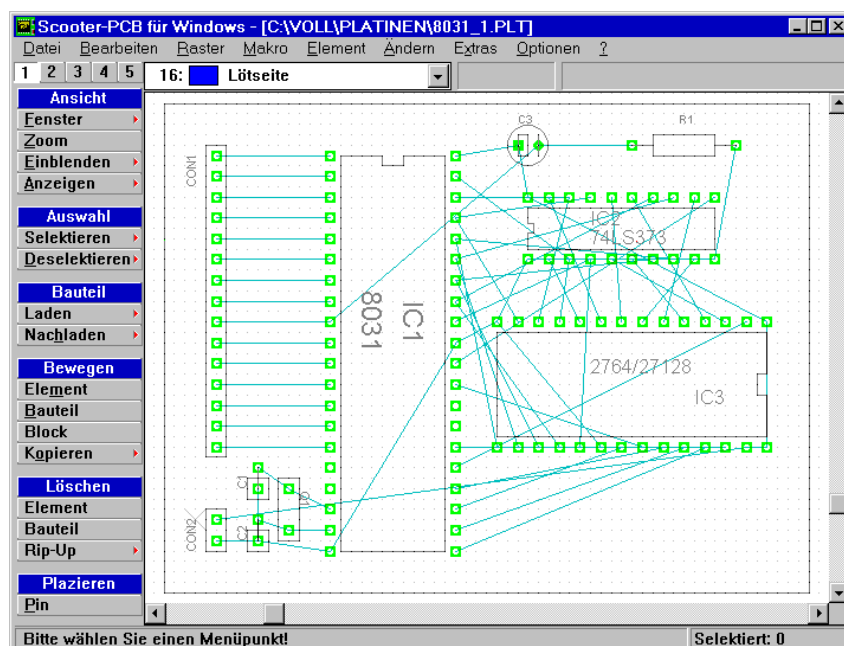 Scooter-PCB für Windows - [C:\VOLL\PLATINEN\8031_1.PLT]
Datei Bearbeiten Raster Makro Element Ändern Extras Optionen ?
1 2 3 4 5 16: Lötseite
Ansicht
Fenster
Zoom
Einblenden
Anzeigen
Auswahl
Selektieren
Deselektieren
Bauteil
Laden
Nachladen
Bewegen
Element
Bauteil
Block
Kopieren
Löschen
Element
Bauteil
Rip-Up
Plazieren
Pin
CON1
C3
R1
IC2
74LS373
IC1
8031
2764/27128
IC3
C1
C2
CON2
Bitte wählen Sie einen Menüpunkt! Selektiert: 0